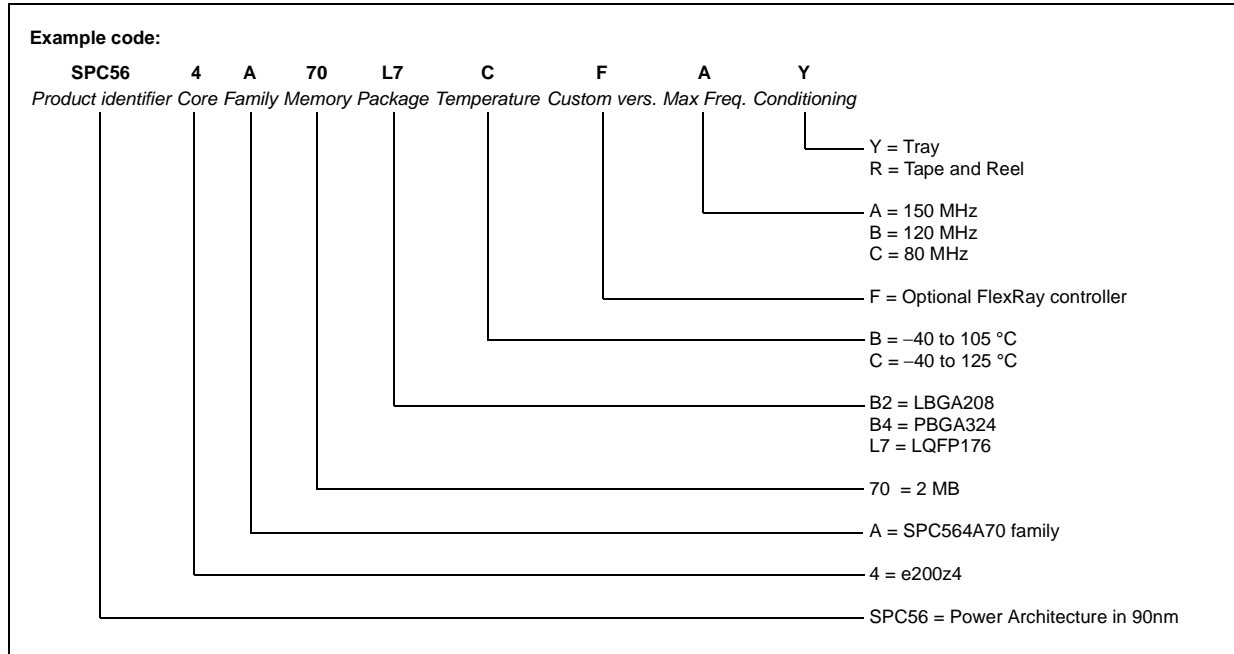 Example code:
SPC56 4 A 70 L7 C F A Y
Product identifier Core Family Memory Package Temperature Custom vers. Max Freq. Conditioning
Y = Tray
R = Tape and Reel
A = 150 MHz
B = 120 MHz
C = 80 MHz
F = Optional FlexRay controller
B = –40 to 105 °C
C = –40 to 125 °C
B2 = LBGA208
B4 = PBGA324
L7 = LQFP176
70 = 2 MB
A = SPC564A70 family
4 = e200z4
SPC56 = Power Architecture in 90nm